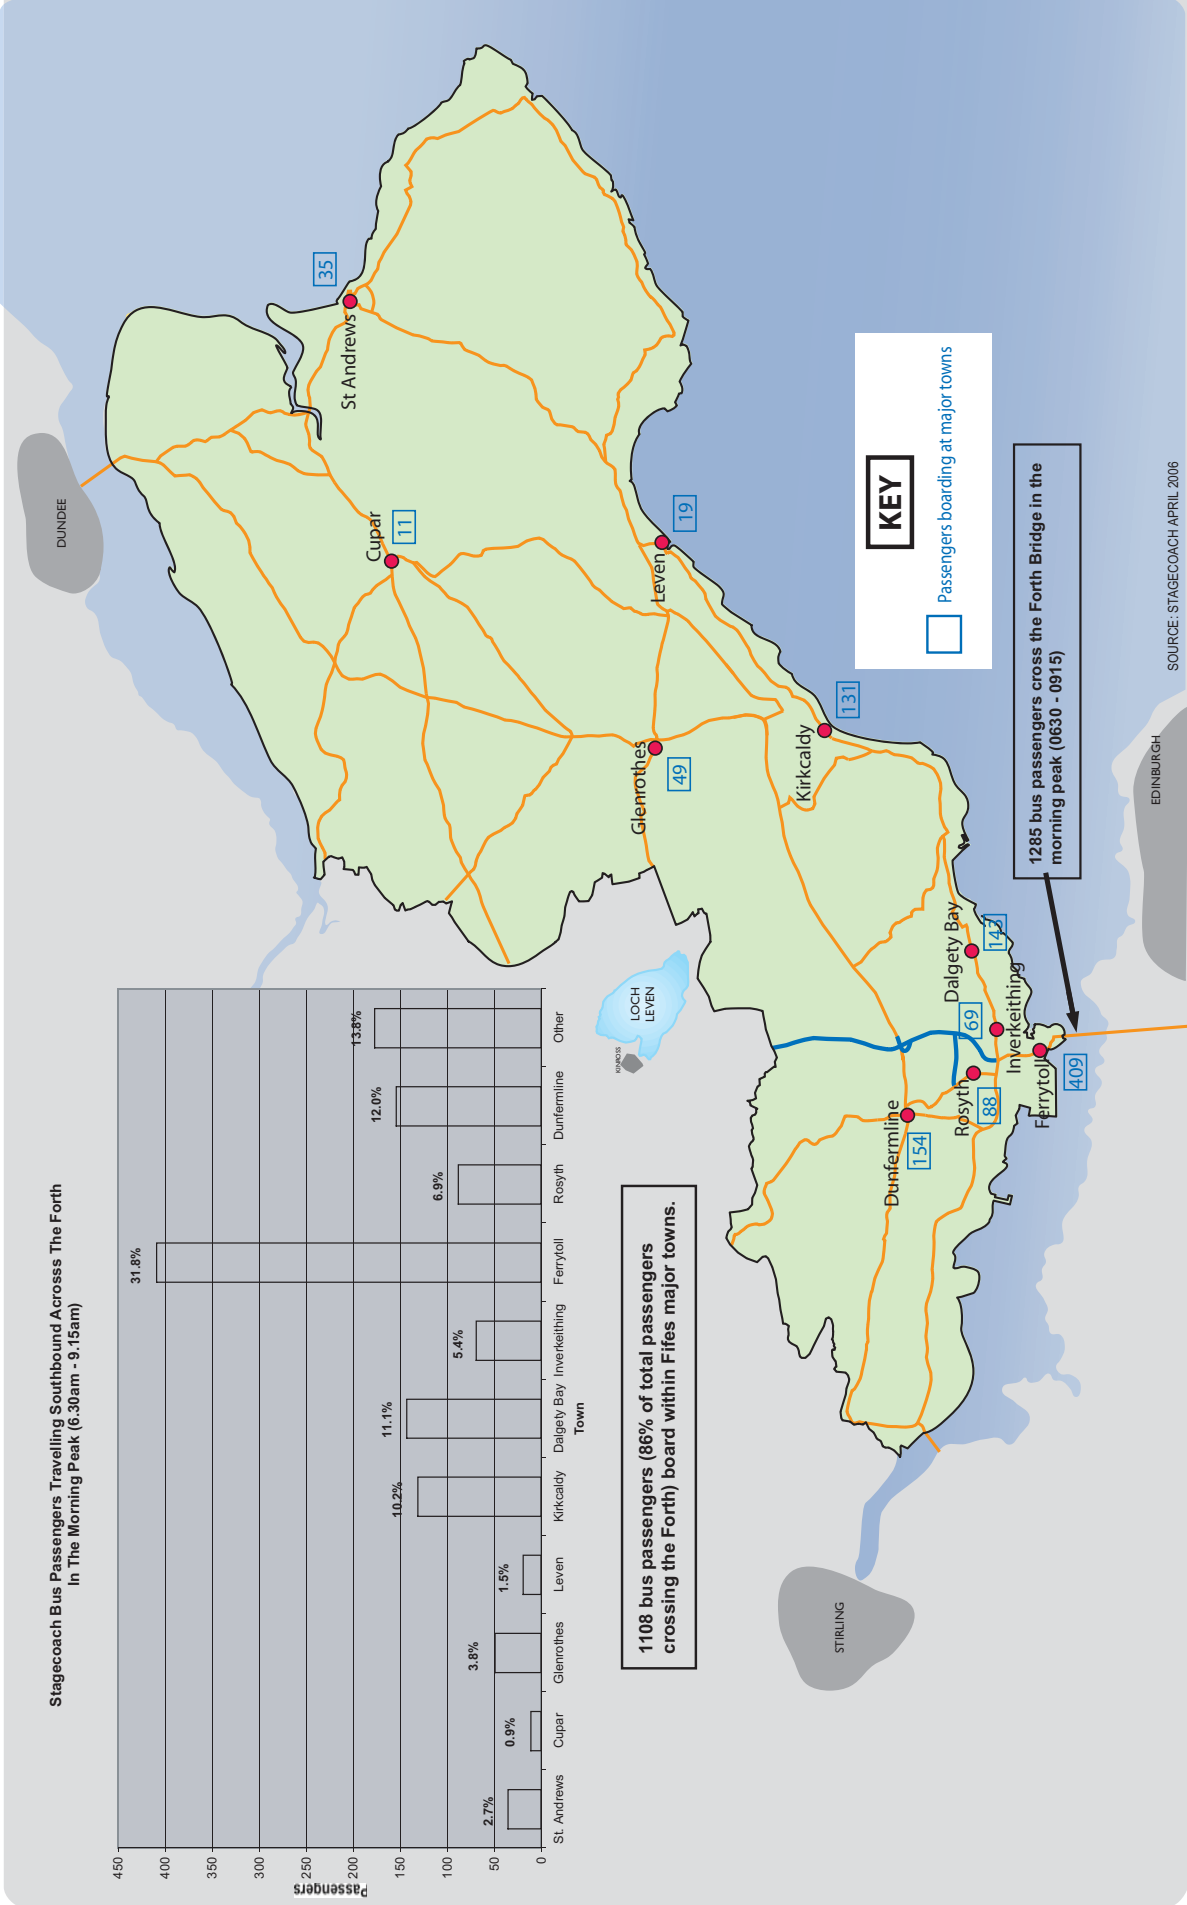 Stagecoach Bus Passengers Travelling Southbound Acrosss The Forth
In The Morning Peak (6.30am - 9.15am)
Passengers
450
400
350
300
250
200
150
100
50
0
2.7%
0.9%
3.8%
1.5%
10.2%
11.1%
5.4%
31.8%
6.9%
12.0%
13.8%
St. Andrews
Cupar
Glenrothes
Leven
Kirkcaldy
Dalgety Bay
Inverkeithing
Ferrytoll
Rosyth
Dunfermline
Other
Town
1108 bus passengers (86% of total passengers
crossing the Forth) board within Fifes major towns.
DUNDEE
St Andrews
35
Cupar
11
Leven
19
Glenrothes
49
Kirkcaldy
131
LOCH
LEVEN
KINROSS
Dalgety Bay
143
Inverkeithing
69
Rosyth
88
Ferrytoll
409
Dunfermline
154
STIRLING
EDINBURGH
KEY
Passengers boarding at major towns
1285 bus passengers cross the Forth Bridge in the
morning peak (0630 - 0915)
SOURCE: STAGECOACH APRIL 2006